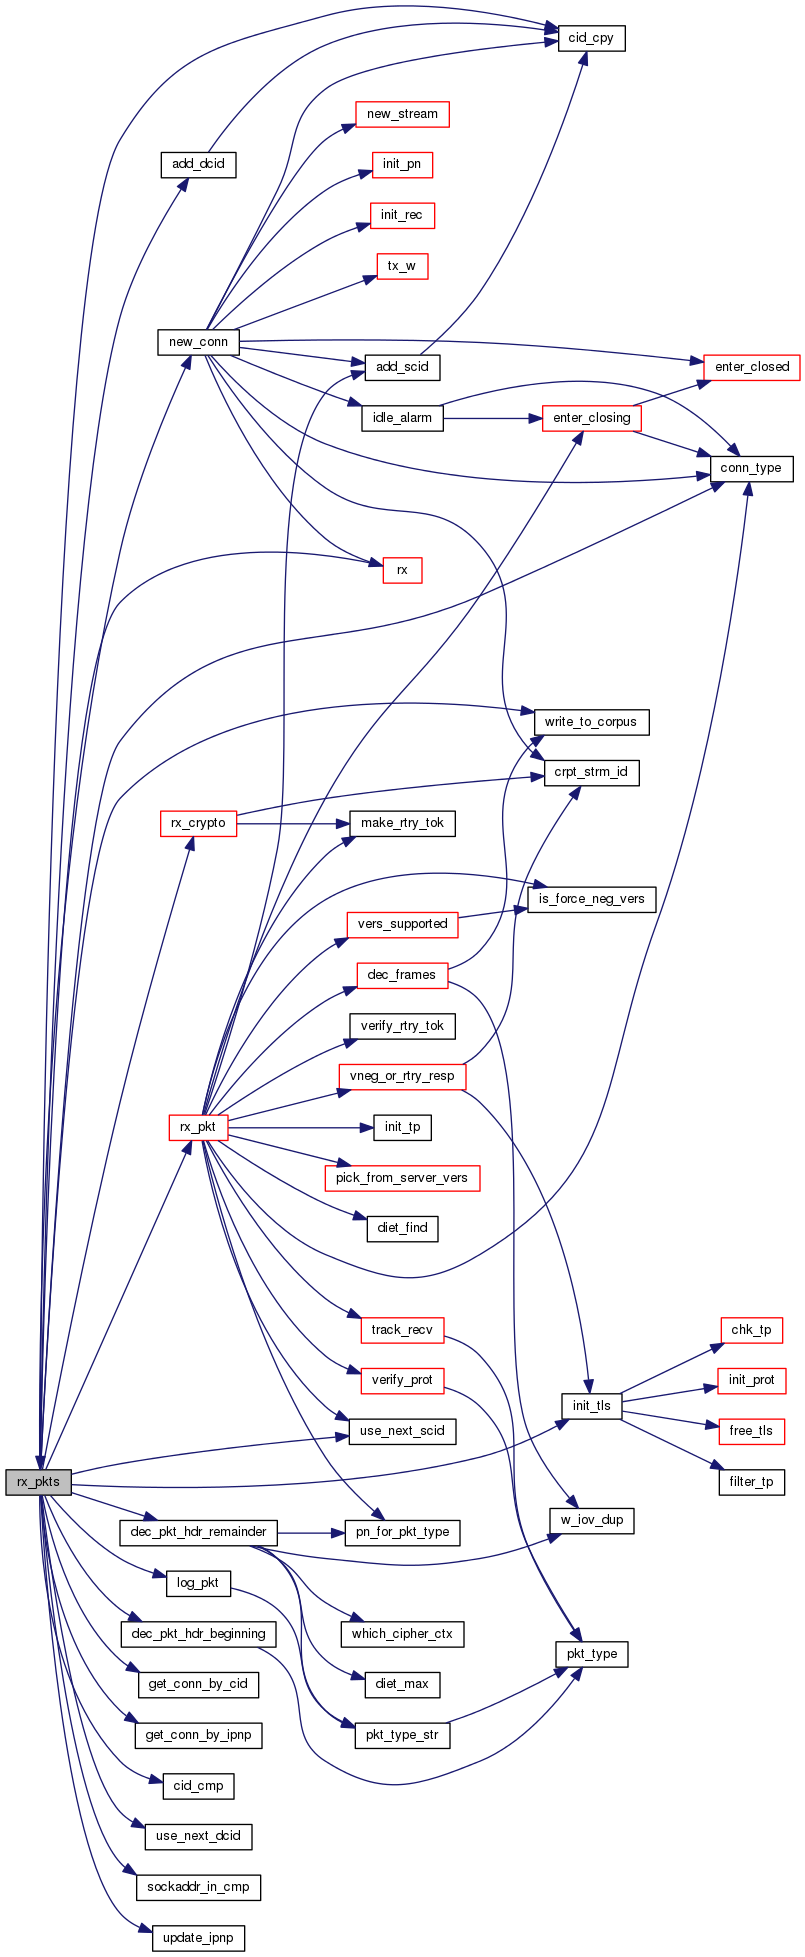 cid_cpy
new_stream
add_dcid
init_pn
init_rec
tx_w
new_conn
add_scid
enter_closed
idle_alarm
enter_closing
conn_type
rx
write_to_corpus
crpt_strm_id
rx_crypto
make_rtry_tok
is_force_neg_vers
vers_supported
dec_frames
verify_rtry_tok
vneg_or_rtry_resp
rx_pkt
init_tp
pick_from_server_vers
diet_find
track_recv
chk_tp
verify_prot
init_prot
init_tls
use_next_scid
free_tls
rx_pkts
filter_tp
w_iov_dup
dec_pkt_hdr_remainder
pn_for_pkt_type
log_pkt
dec_pkt_hdr_beginning
which_cipher_ctx
pkt_type
get_conn_by_cid
diet_max
get_conn_by_ipnp
pkt_type_str
cid_cmp
use_next_dcid
sockaddr_in_cmp
update_ipnp